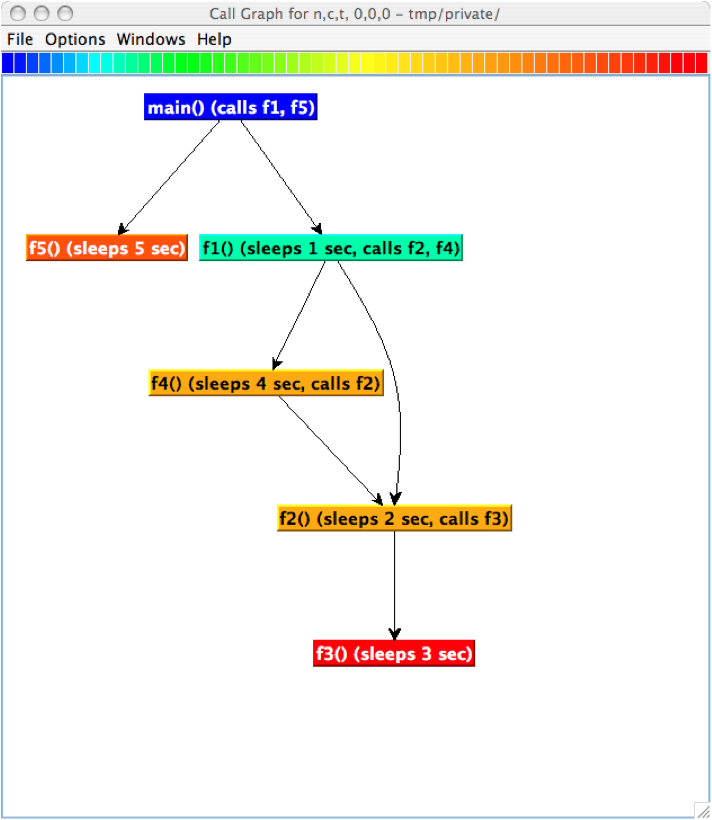 Call Graph for n,c,t, 0,0,0 – tmp/private/
File Options Windows Help
main() (calls f1, f5)
f5() (sleeps 5 sec)
f1() (sleeps 1 sec, calls f2, f4)
f4() (sleeps 4 sec, calls f2)
f2() (sleeps 2 sec, calls f3)
f3() (sleeps 3 sec)